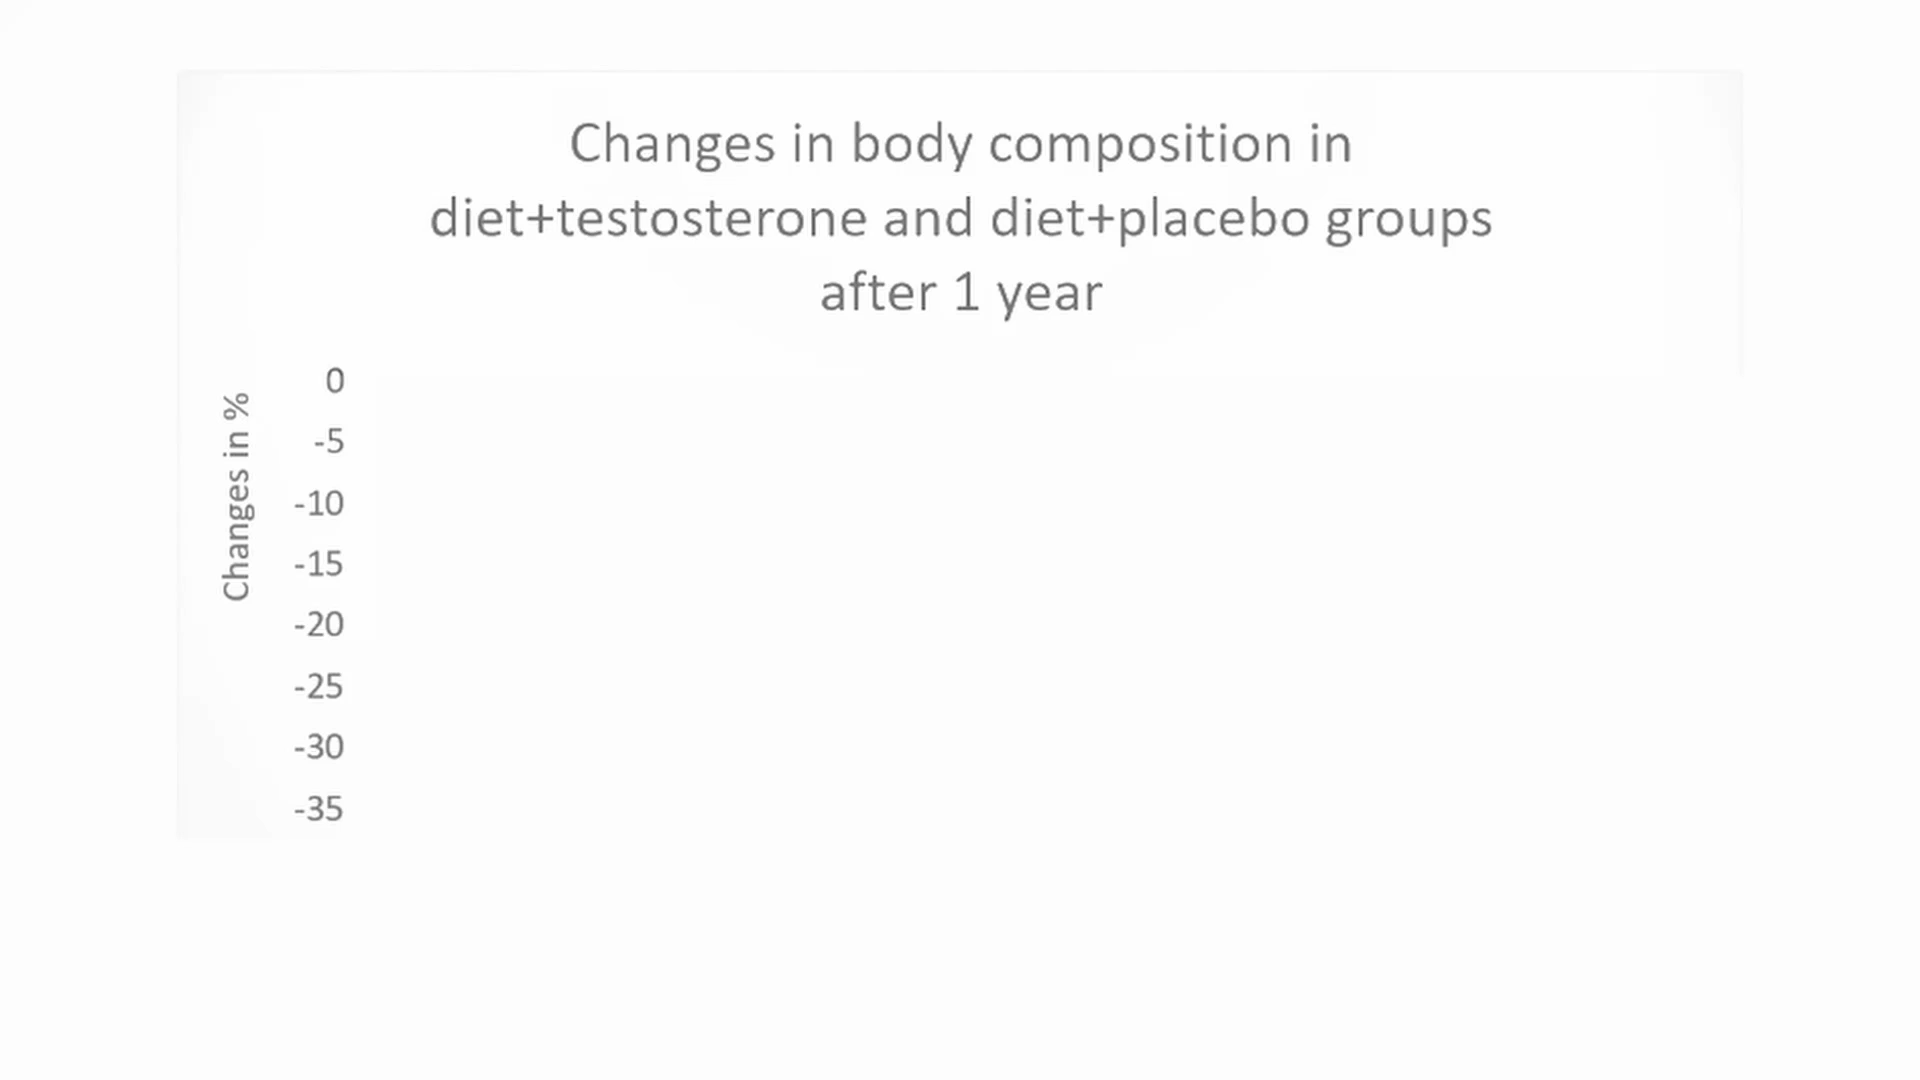 Changes in body composition in
diet+testosterone and diet+placebo groups
after 1 year
Changes in %
0
-5
-10
-15
-20
-25
-30
-35